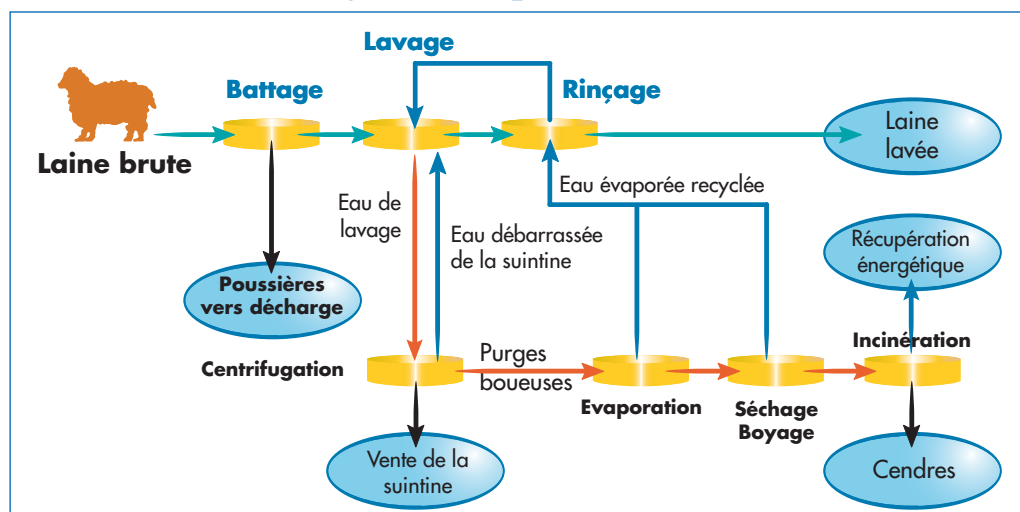 Lavage
Battage
Rinçage
Laine brute
Laine
lavée
Eau de
lavage
Eau débarrassée
de la suintine
Eau évaporée recyclée
Poussières
vers décharge
Récupération
énergétique
Centrifugation
Purges
boueuses
Evaporation
Séchage
Boyage
Incinération
Vente de la
suintine
Cendres